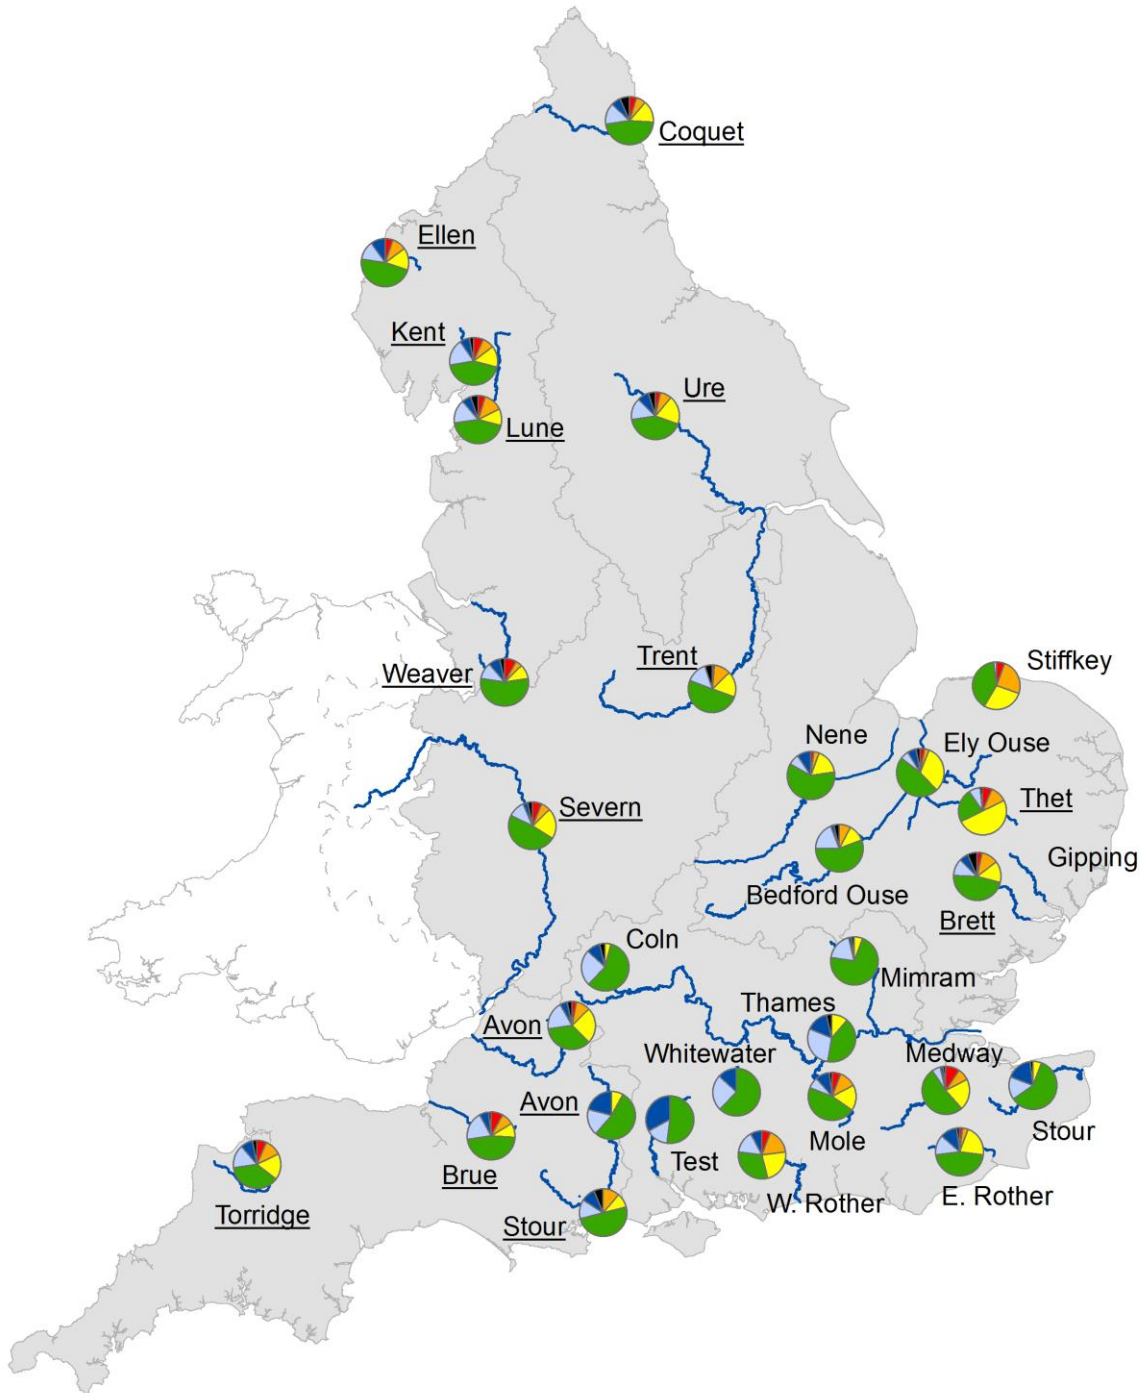 Coquet
Ellen
Kent
Ure
Lune
Trent
Weaver
Stiffkey
Nene
Ely Ouse
Thet
Severn
Gipping
Bedford Ouse
Brett
Coln
Mimram
Thames
Avon
Whitewater
Medway
Avon
Mole
Stour
Test
Brue
W. Rother
E. Rother
Torridge
Stour